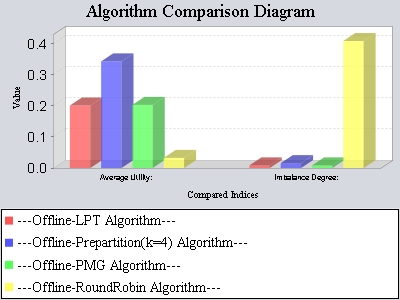 Algorithm Comparison Diagram
0.4
0.3
0.2
0.1
0.0
Value
Average Utility:
Imbalance Degree:
Compared Indices
---Offline-LPT Algorithm---
---Offline-Prepartition(k=4) Algorithm---
---Offline-PMG Algorithm---
---Offline-RoundRobin Algorithm---